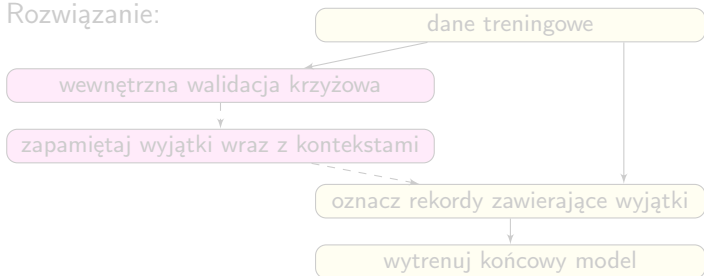 Rozwiązanie:
dane treningowe
wewnętrzna walidacja krzyżowa
zapamiętaj wyjątki wraz z kontekstami
oznacz rekordy zawierające wyjątki
wytrenuj końcowy model